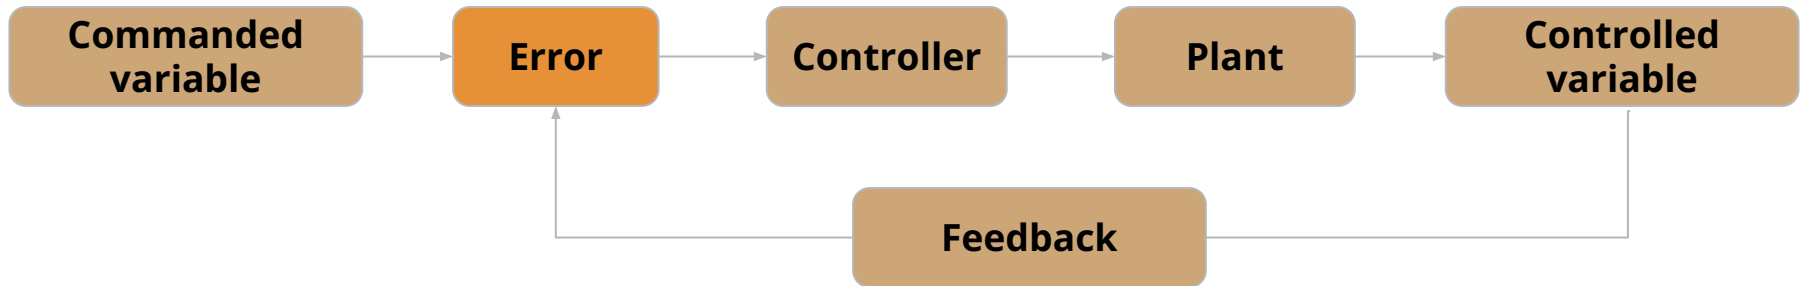 Commanded
variable
Error
Controller
Plant
Controlled
variable
Feedback